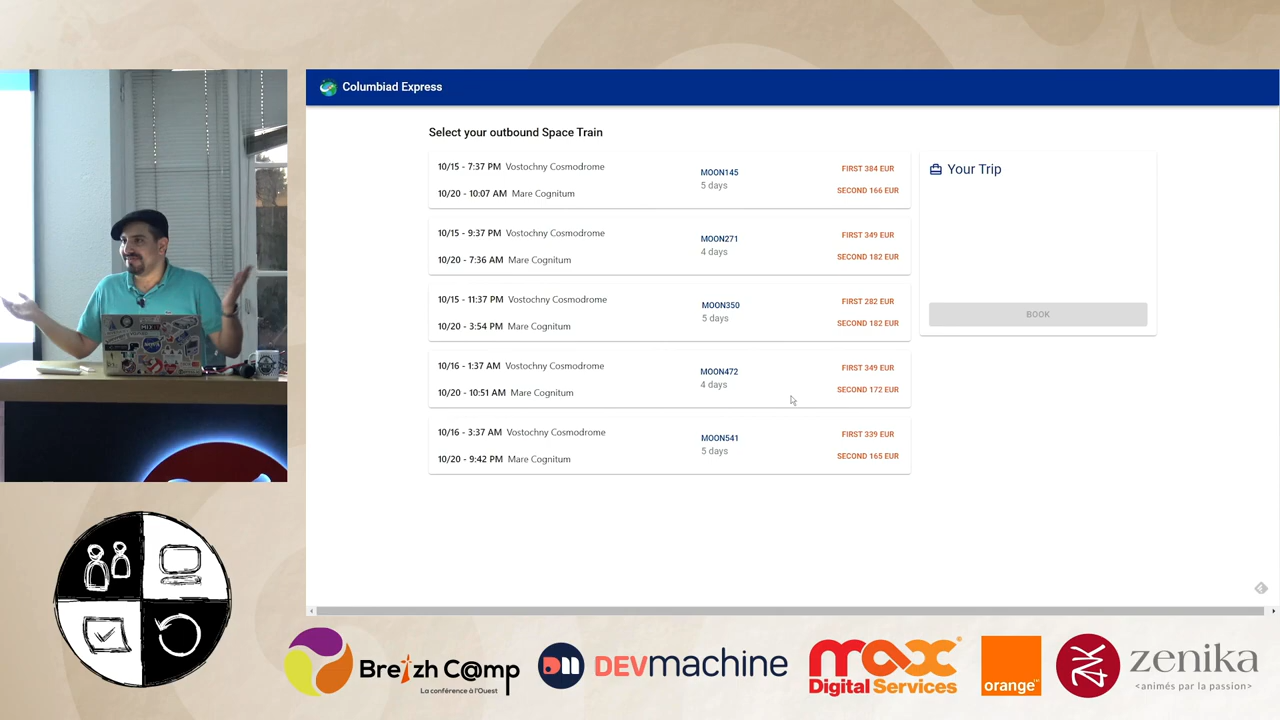 Columbiad Express
Select your outbound Space Train
10/15 - 7:37 PM Vostochny Cosmodrome
10/20 - 10:07 AM Mare Cognitum
MOON145
5 days
FIRST 384 EUR
SECOND 166 EUR
10/15 - 9:37 PM Vostochny Cosmodrome
10/20 - 7:36 AM Mare Cognitum
MOON271
4 days
FIRST 349 EUR
SECOND 182 EUR
10/15 - 11:37 PM Vostochny Cosmodrome
10/20 - 3:54 PM Mare Cognitum
MOON350
5 days
FIRST 282 EUR
SECOND 182 EUR
10/16 - 1:37 AM Vostochny Cosmodrome
10/20 - 10:51 AM Mare Cognitum
MOON472
4 days
FIRST 349 EUR
SECOND 172 EUR
10/16 - 3:37 AM Vostochny Cosmodrome
10/20 - 9:42 PM Mare Cognitum
MOON541
5 days
FIRST 339 EUR
SECOND 165 EUR
Your Trip
BOOK
Breizh C@mp
La conférence à l'Ouest
DEVmachine
max
Digital Services
orange
zenika
<animés par la passion>